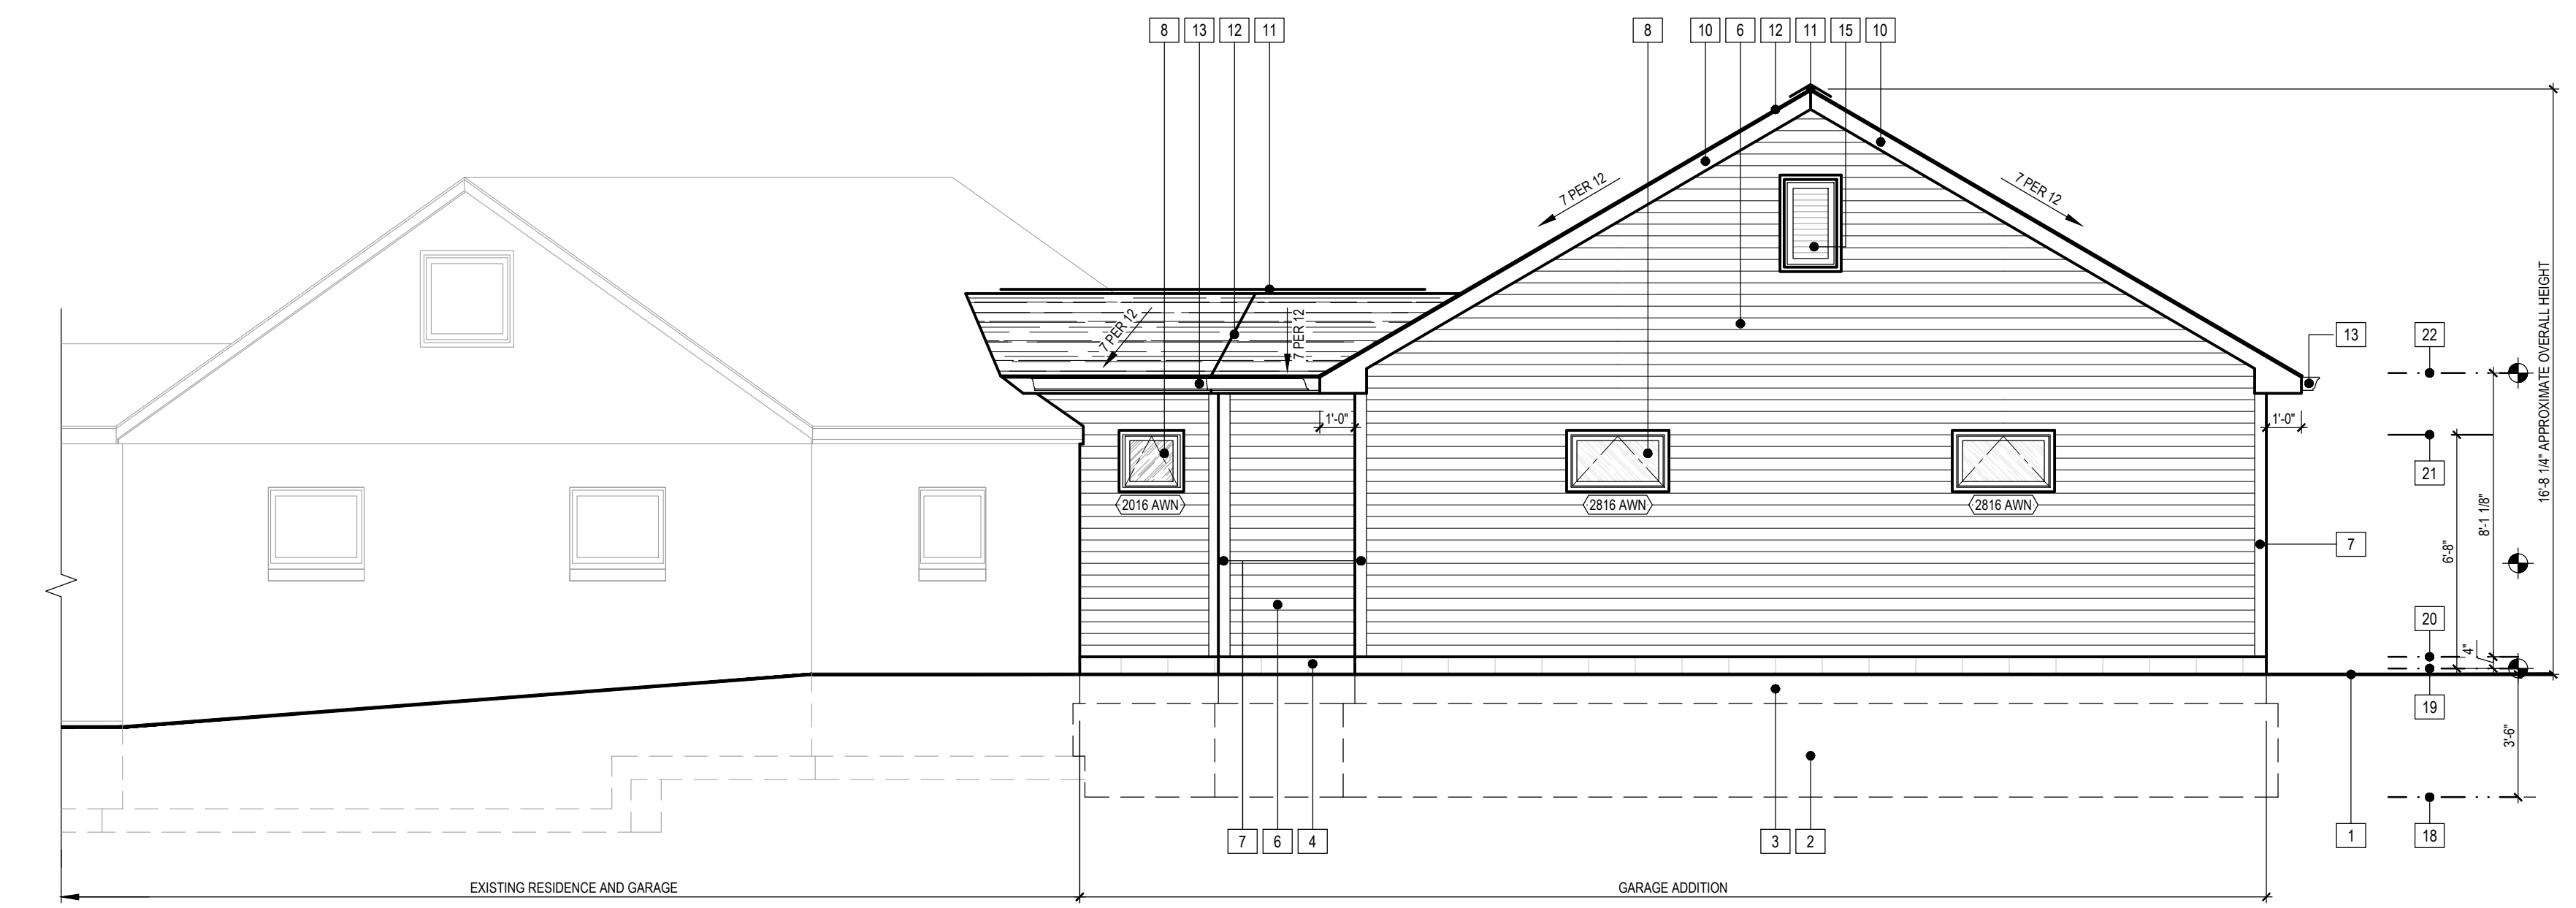 8 13 12 11
8 10 6 12 11 15 10
7 PER 12
7 PER 12
7 PER 12
7 PER 12
16'-8 1/4" APPROXIMATE OVERALL HEIGHT
13
22
1'-0"
1'-0"
21
2016 AWN
2816 AWN
2816 AWN
8'-1 1/8"
6'-8"
7
20
4"
19
3'-6"
7 6 4
3 2
1
18
EXISTING RESIDENCE AND GARAGE
GARAGE ADDITION